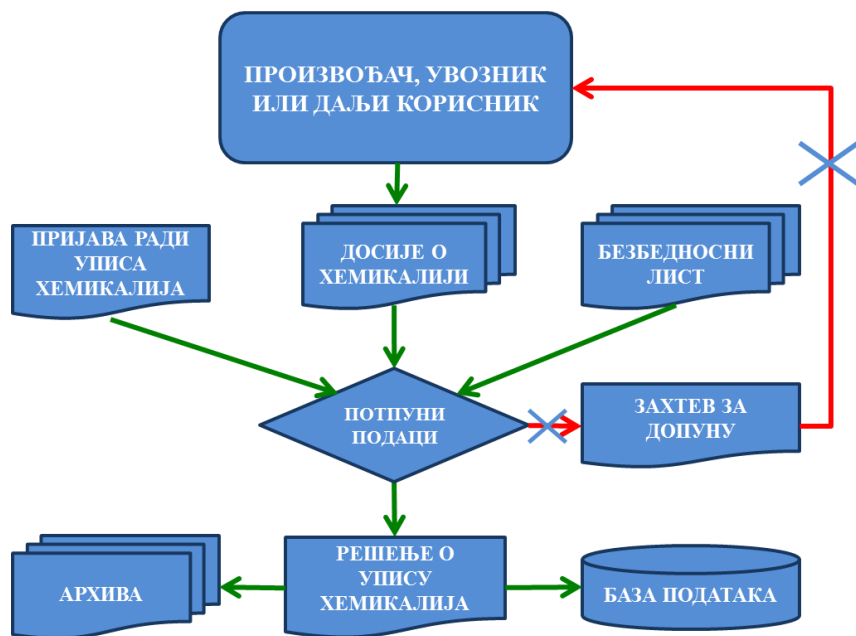 ПРОИЗВОЂАЧ, УВОЗНИК
ИЛИ ДАЉИ КОРИСНИК
ПРИЈАВА РАДИ
УПИСА
ХЕМИКАЛИЈА
ДОСИЈЕ О
ХЕМИКАЛИЈИ
БЕЗБЕДНОСНИ
ЛИСТ
ПОТПУНИ
ПОДАЦИ
ЗАХТЕВ ЗА
ДОПУНУ
АРХИВА
РЕШЕЊЕ О
УПИСУ
ХЕМИКАЛИЈА
БАЗА ПОДАТАКА